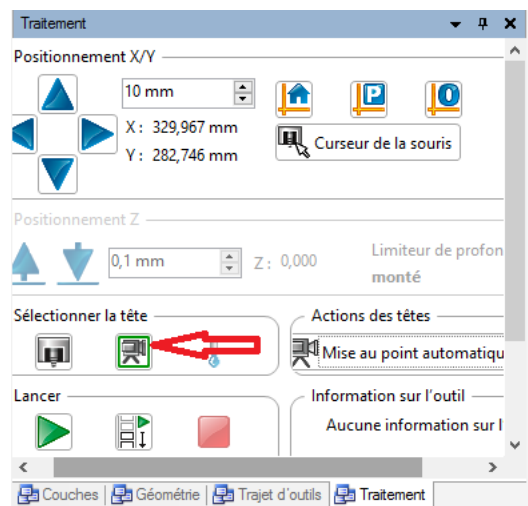 Traitement
Positionnement X/Y
10 mm
P
0
X : 329,967 mm
Curseur de la souris
Y : 282,746 mm
Positionnement Z
0,1 mm
Z : 0,000
Limiteur de profon
monté
Sélectionner la tête
Actions des têtes
Mise au point automatiqu
Lancer
Information sur l'outil
Aucune information sur l
Couches
Géométrie
Trajet d'outils
Traitement